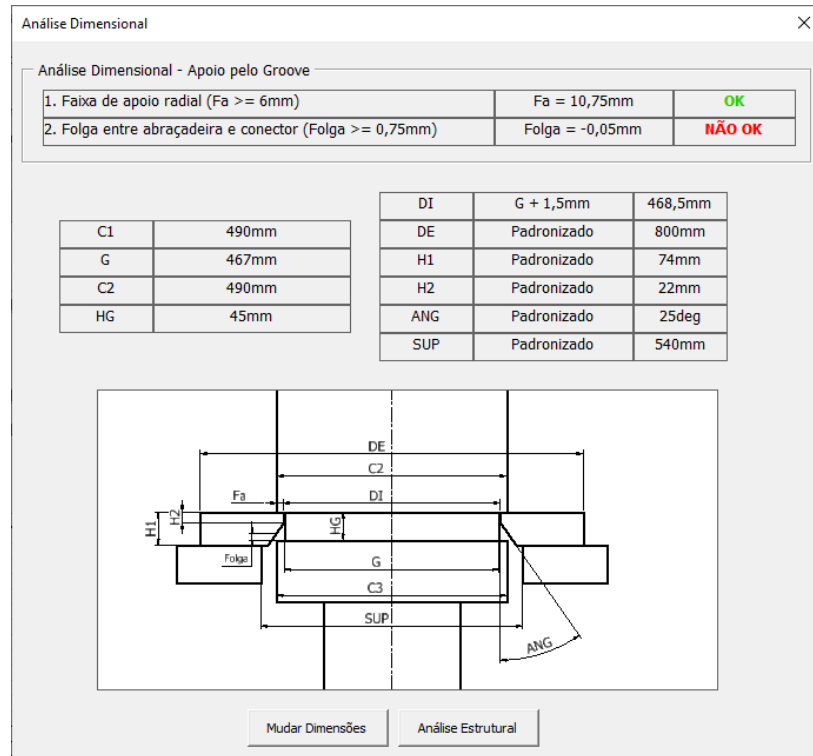 Análise Dimensional
Análise Dimensional - Apoio pelo Groove
1. Faixa de apoio radial (Fa >= 6mm) Fa = 10,75mm OK
2. Folga entre abraçadeira e conector (Folga >= 0,75mm) Folga = -0,05mm NÃO OK
C1 490mm
G 467mm
C2 490mm
HG 45mm
DI G + 1,5mm 468,5mm
DE Padronizado 800mm
H1 Padronizado 74mm
H2 Padronizado 22mm
ANG Padronizado 25deg
SUP Padronizado 540mm
DE
C2
Fa
DI
H1
H2
HG
Folga
G
C3
SUP
ANG
Mudar Dimensões
Análise Estrutural